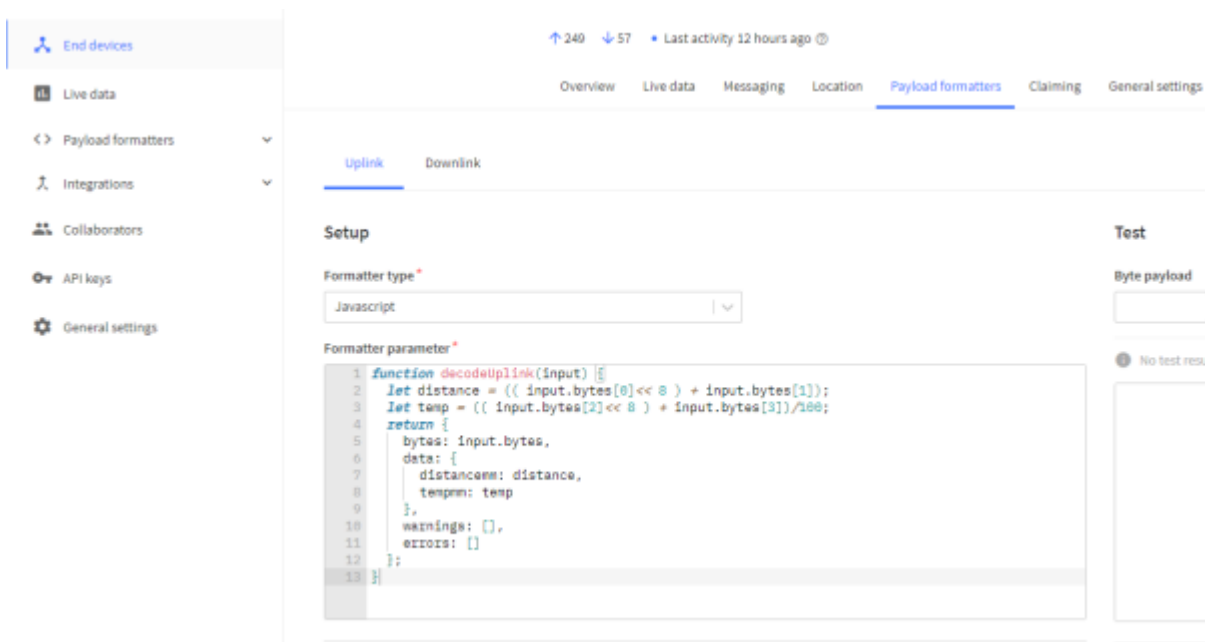 End devices
Live data
Payload formatters
Integrations
Collaborators
API keys
General settings
249 57 • Last activity 12 hours ago
Overview Live data Messaging Location Payload formatters Claiming General settings
Uplink Downlink
Setup
Formatter type*
Javascript
Formatter parameter*
1 function decodeUplink(input) {
2 let distance = (( input.bytes[0]<< 8 ) + input.bytes[1]);
3 let temp = (( input.bytes[2]<< 8 ) + input.bytes[3])/100;
4 return {
5 bytes: input.bytes,
6 data: {
7 distancemm: distance,
8 tempmm: temp
9 },
10 warnings: [],
11 errors: []
12 };
13 }
Test
Byte payload
No test resu